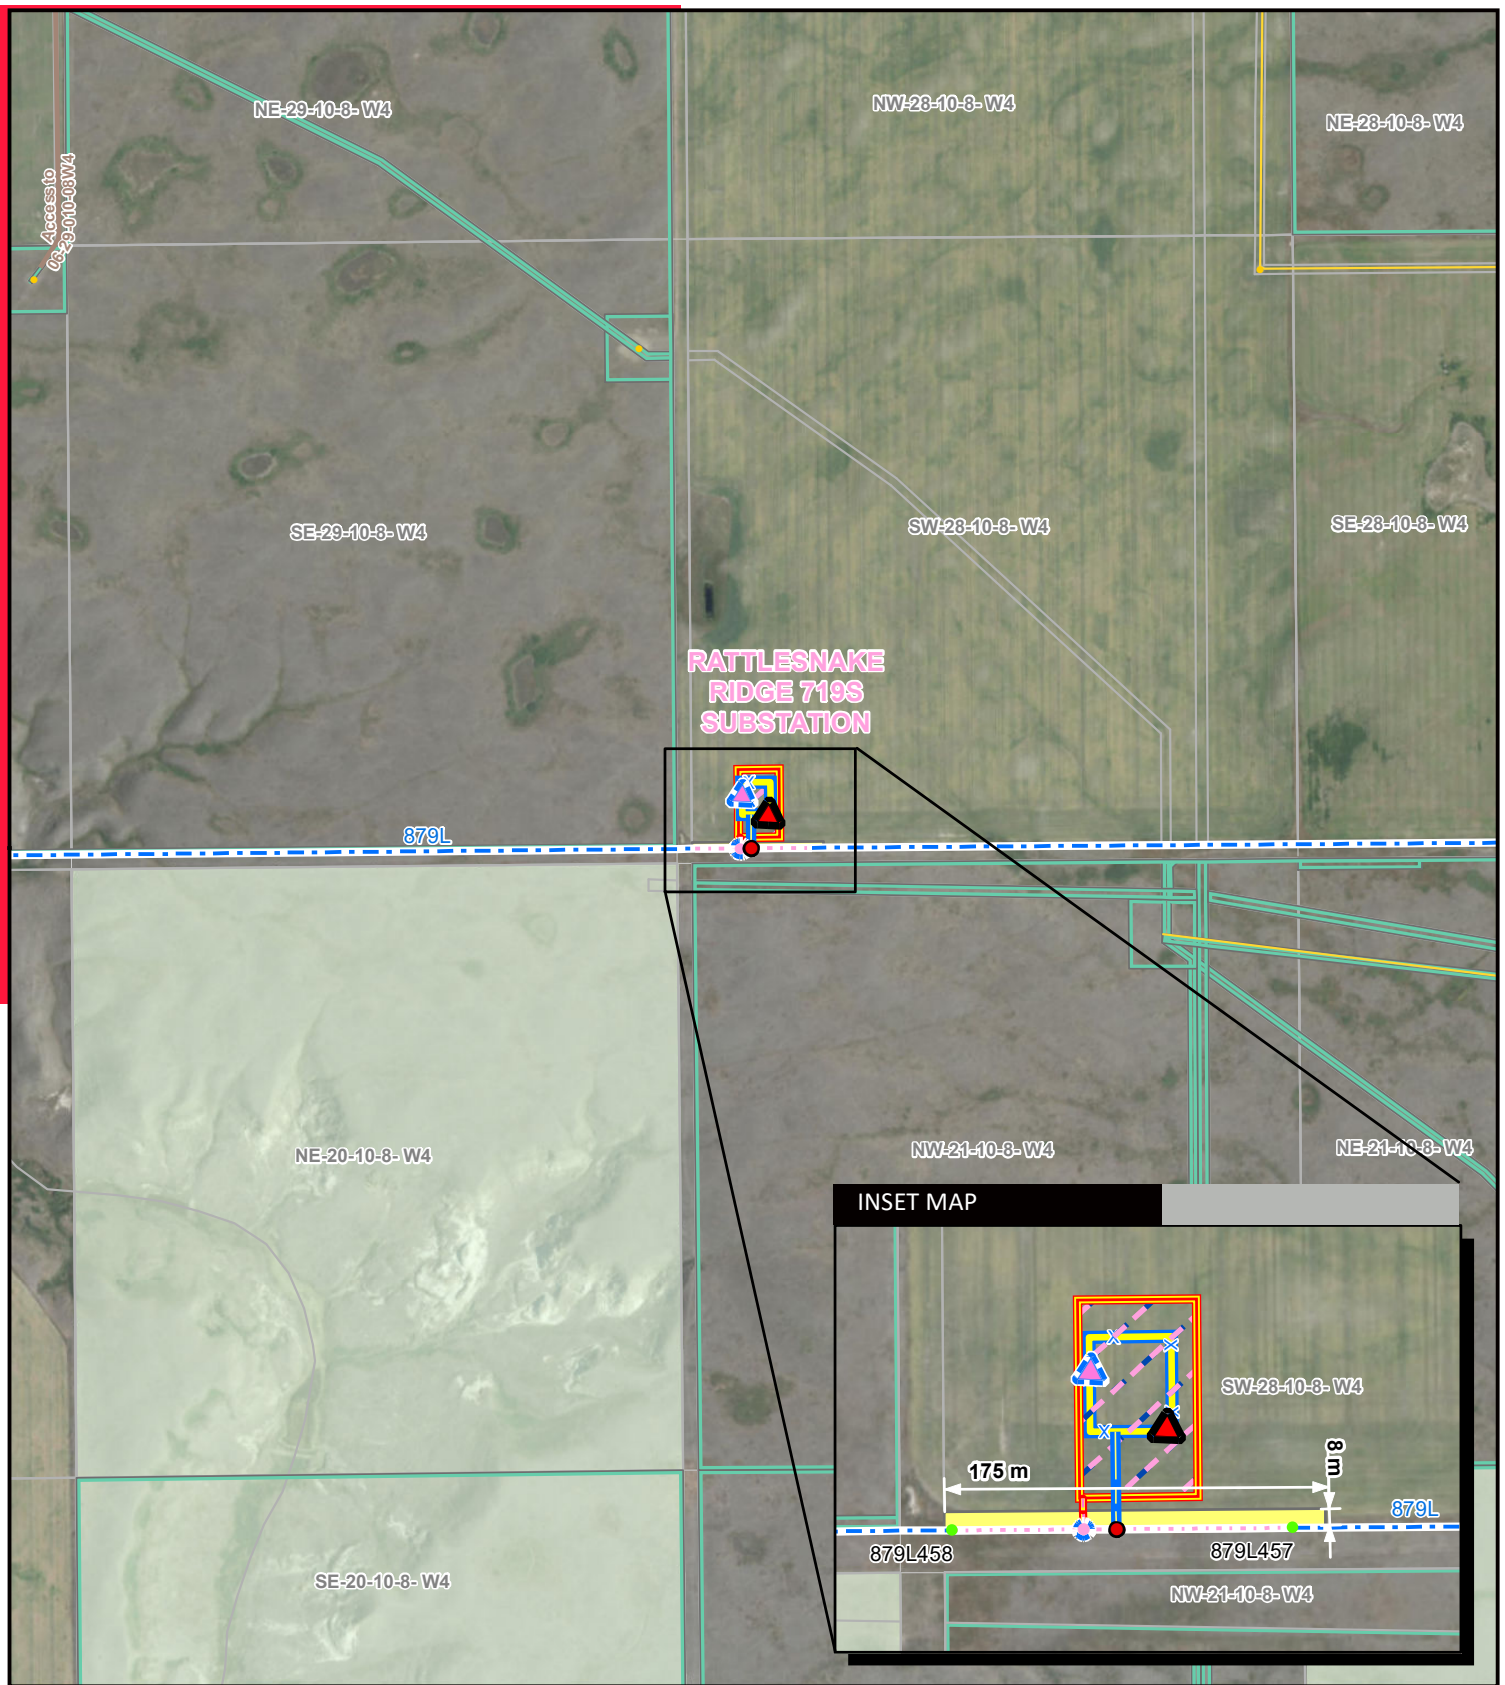 NE-29-10-8- W4
NW-28-10-8- W4
NE-28-10-8- W4
Access to
06-29-010-08W4
SE-29-10-8- W4
SW-28-10-8- W4
SE-28-10-8- W4
RATTLESNAKE
RIDGE 719S
SUBSTATION
879L
NE-20-10-8- W4
NW-21-10-8- W4
NE-21-10-8- W4
INSET MAP
SW-28-10-8- W4
175 m
8 m
879L
879L458
879L457
NW-21-10-8- W4
SE-20-10-8- W4